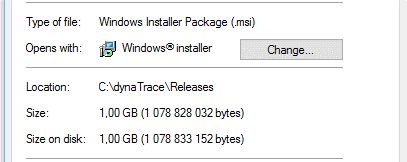 Type of file: Windows Installer Package (.msi)
Opens with: Windows® installer Change...
Location: C:\dynaTrace\Releases
Size: 1,00 GB (1 078 828 032 bytes)
Size on disk: 1,00 GB (1 078 833 152 bytes)